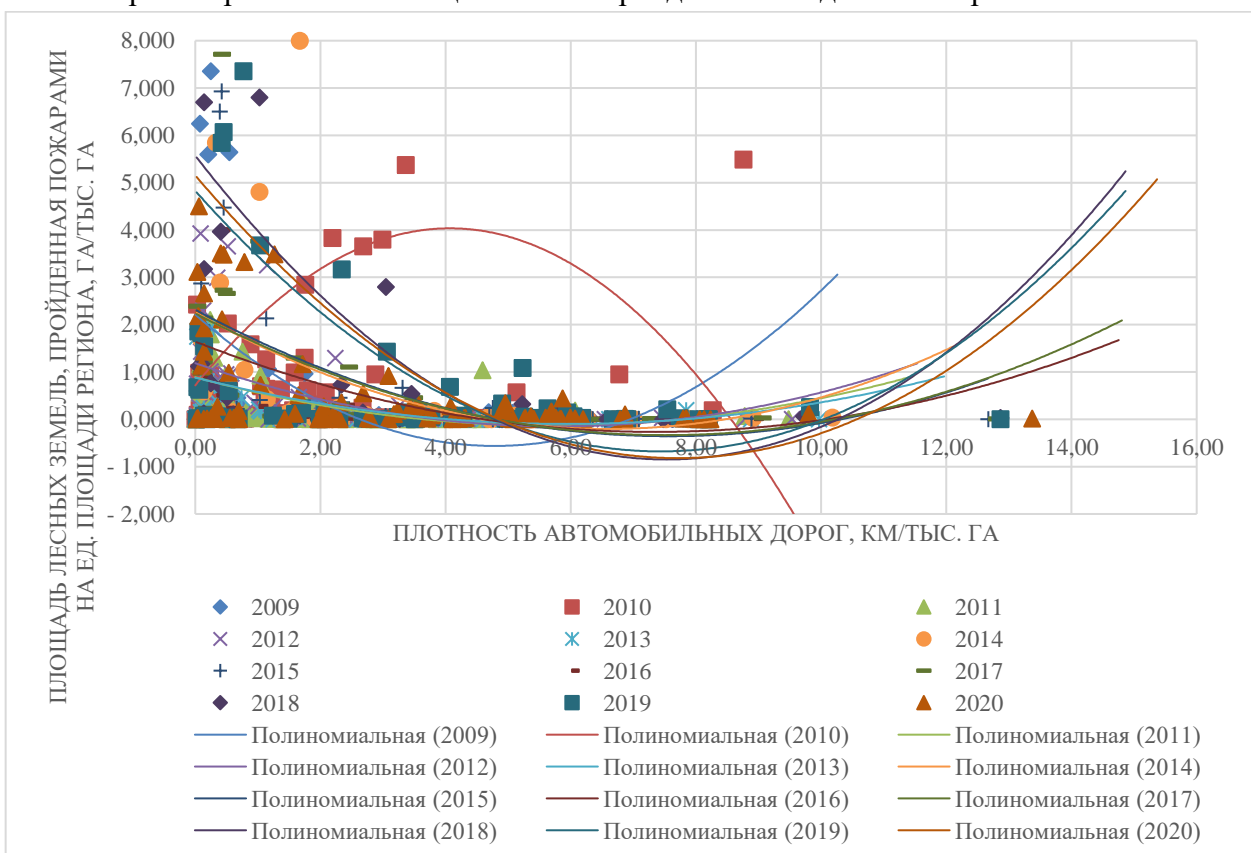 8,000
7,000
6,000
5,000
4,000
3,000
2,000
1,000
0,000
- 1,000
- 2,000
0,00 2,00 4,00 6,00 8,00 10,00 12,00 14,00 16,00
ПЛОЩАДЬ ЛЕСНЫХ ЗЕМЕЛЬ, ПРОЙДЕННАЯ ПОЖАРАМИ
НА ЕД. ПЛОЩАДИ РЕГИОНА, ГА/ТЫС. ГА
ПЛОТНОСТЬ АВТОМОБИЛЬНЫХ ДОРОГ, КМ/ТЫС. ГА
2009 2010 2011
2012 2013 2014
2015 2016 2017
2018 2019 2020
Полиномиальная (2009) Полиномиальная (2010) Полиномиальная (2011)
Полиномиальная (2012) Полиномиальная (2013) Полиномиальная (2014)
Полиномиальная (2015) Полиномиальная (2016) Полиномиальная (2017)
Полиномиальная (2018) Полиномиальная (2019) Полиномиальная (2020)